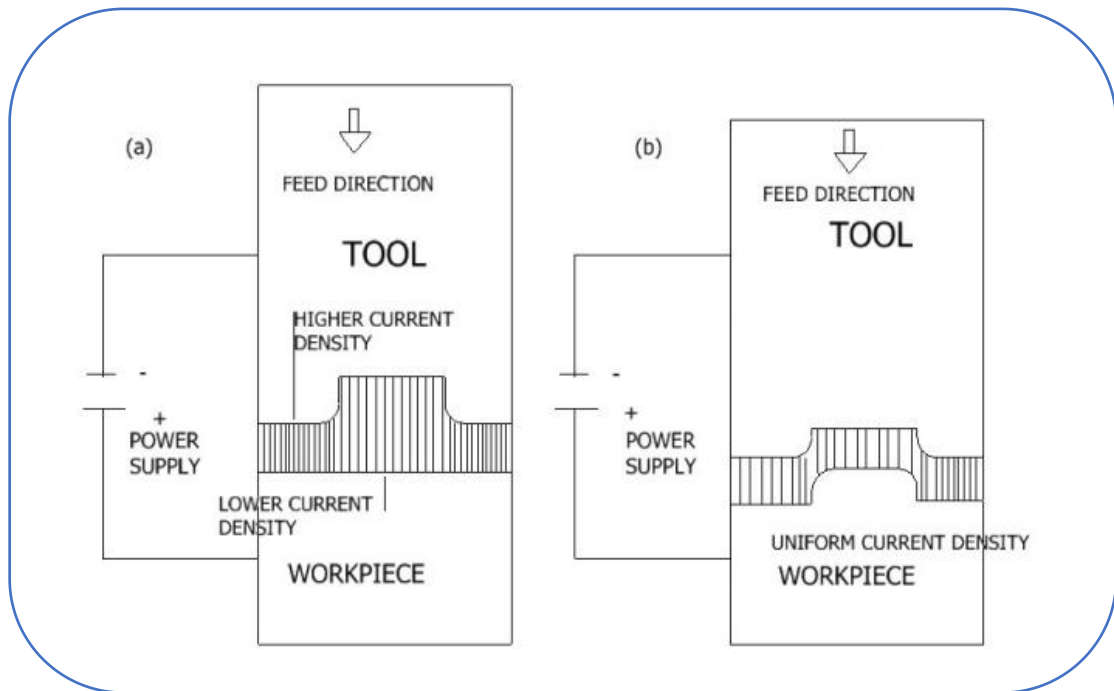 (a)
FEED DIRECTION
TOOL
HIGHER CURRENT
DENSITY
-
+
POWER
SUPPLY
LOWER CURRENT
DENSITY
WORKPIECE
(b)
FEED DIRECTION
TOOL
-
+
POWER
SUPPLY
UNIFORM CURRENT DENSITY
WORKPIECE